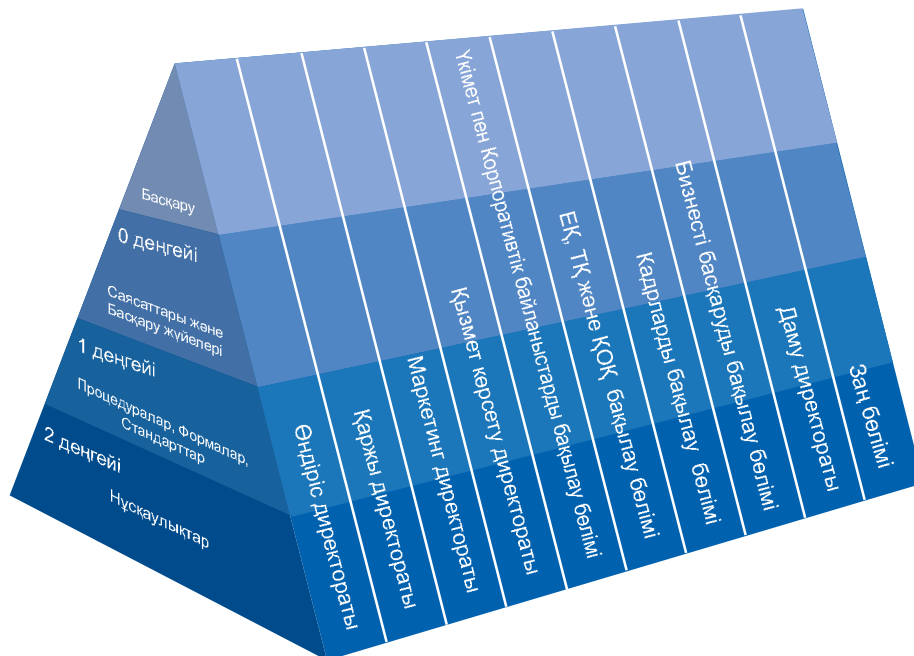 Басқару
0 деңгейі
Саясаттары және
Басқару жүйелері
1 деңгейі
Процедуралар, Формалар,
Стандарттар
2 деңгейі
Нұсқаулықтар
Өндіріс директораты
Қаржы директораты
Маркетинг директораты
Қызмет көрсету директораты
Үкімет пен Корпоративтік байланыстарды бақылау бөлімі
ЕҚ, ТҚ және ҚОҚ бақылау бөлімі
Кадрларды бақылау бөлімі
Бизнесті басқаруды бақылау бөлімі
Даму директораты
Заң бөлімі